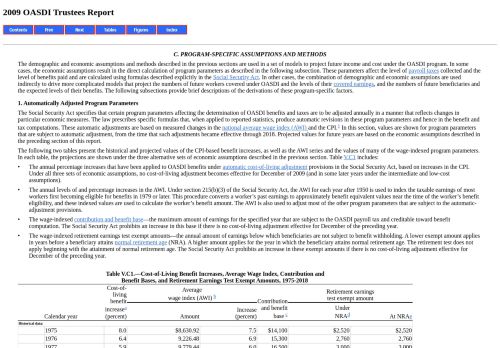 2009 OASDI Trustees Report
Contents Prev Next Tables Figures Index
C. PROGRAM-SPECIFIC ASSUMPTIONS AND METHODS
The demographic and economic assumptions and methods described in the previous sections are used in a set of models to project future income and cost under the OASDI program. In some
cases, the economic assumptions result in the direct calculation of program parameters as described in the following subsection. These parameters affect the level of payroll taxes collected and the
level of benefits paid and are calculated using formulas described explicitly in the Social Security Act. In other cases, the combination of demographic and economic assumptions are used
indirectly to drive more complicated models that project the numbers of future workers covered under OASDI and the levels of their covered earnings, and the numbers of future beneficiaries and
the expected levels of their benefits. The following subsections provide brief descriptions of the derivations of these program-specific factors.
1. Automatically Adjusted Program Parameters
The Social Security Act specifies that certain program parameters affecting the determination of OASDI benefits and taxes are to be adjusted annually in a manner that reflects changes in
particular economic measures. The law prescribes specific formulas that, when applied to reported statistics, produce automatic revisions in these program parameters and hence in the benefit and
tax computations. These automatic adjustments are based on measured changes in the national average wage index (AWI) and the CPI.1 In this section, values are shown for program parameters
that are subject to automatic adjustment, from the time that such adjustments became effective through 2018. Projected values for future years are based on the economic assumptions described in
the preceding section of this report.
The following two tables present the historical and projected values of the CPI-based benefit increases, as well as the AWI series and the values of many of the wage-indexed program parameters.
In each table, the projections are shown under the three alternative sets of economic assumptions described in the previous section. Table V.C1 includes:
• The annual percentage increases that have been applied to OASDI benefits under automatic cost-of-living adjustment provisions in the Social Security Act, based on increases in the CPI.
Under all three sets of economic assumptions, no cost-of-living adjustment becomes effective for December of 2009 (and in some later years under the intermediate and low-cost
assumptions).
• The annual levels of and percentage increases in the AWI. Under section 215(b)(3) of the Social Security Act, the AWI for each year after 1950 is used to index the taxable earnings of most
workers first becoming eligible for benefits in 1979 or later. This procedure converts a worker's past earnings to approximately benefit equivalent values near the time of the worker's benefit
eligibility, and these indexed values are used to calculate the worker's benefit amount. The AWI is also used to adjust most of the other program parameters that are subject to the automatic-
adjustment provisions.
• The wage-indexed contribution and benefit base—the maximum amount of earnings for the specified year that are subject to the OASDI payroll tax and creditable toward benefit
computation. The Social Security Act prohibits an increase in this base if there is no cost-of-living adjustment effective for December of the preceding year.
• The wage-indexed retirement earnings test exempt amounts—the annual amount of earnings below which beneficiaries are not subject to benefit withholding. A lower exempt amount applies
in years before a beneficiary attains normal retirement age (NRA). A higher amount applies for the year in which the beneficiary attains normal retirement age. The retirement test does not
apply beginning with the attainment of normal retirement age. The Social Security Act prohibits an increase in these exempt amounts if there is no cost-of-living adjustment effective for
December of the preceding year.
Table V.C1.—Cost-of-Living Benefit Increases, Average Wage Index, Contribution and
Benefit Bases, and Retirement Earnings Test Exempt Amounts, 1975-2018
Calendar year
Cost-of-
living
benefit
increase a
(percent)
Average
wage index (AWI) b
Amount
Increase
(percent)
Contribution
and benefit
base c
Retirement earnings
test exempt amount
Under
NRA d
At NRA e
Historical data:
1975 8.0 $8,630.92 7.5 $14,100 $2,520 $2,520
1976 6.4 9,226.48 6.9 15,300 2,760 2,760
1977 5.9 9,779.44 6.0 16,500 3,000 3,000